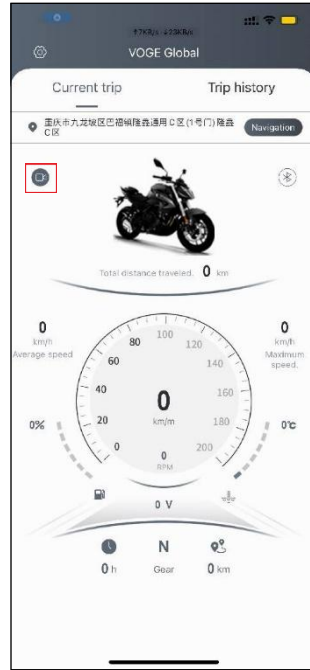 VOGE Global
Current trip
Trip history
重庆市九龙坡区巴福镇隆鑫通用C区(1号门)隆鑫
C区
Navigation
Total distance traveled. 0 km
0
km/h
Average speed
0
km/h
Maximum
speed.
0
20
40
60
80
100
120
140
160
180
200
0
km/m
0
RPM
0%
0℃
0 V
0 h
N
Gear
0 km